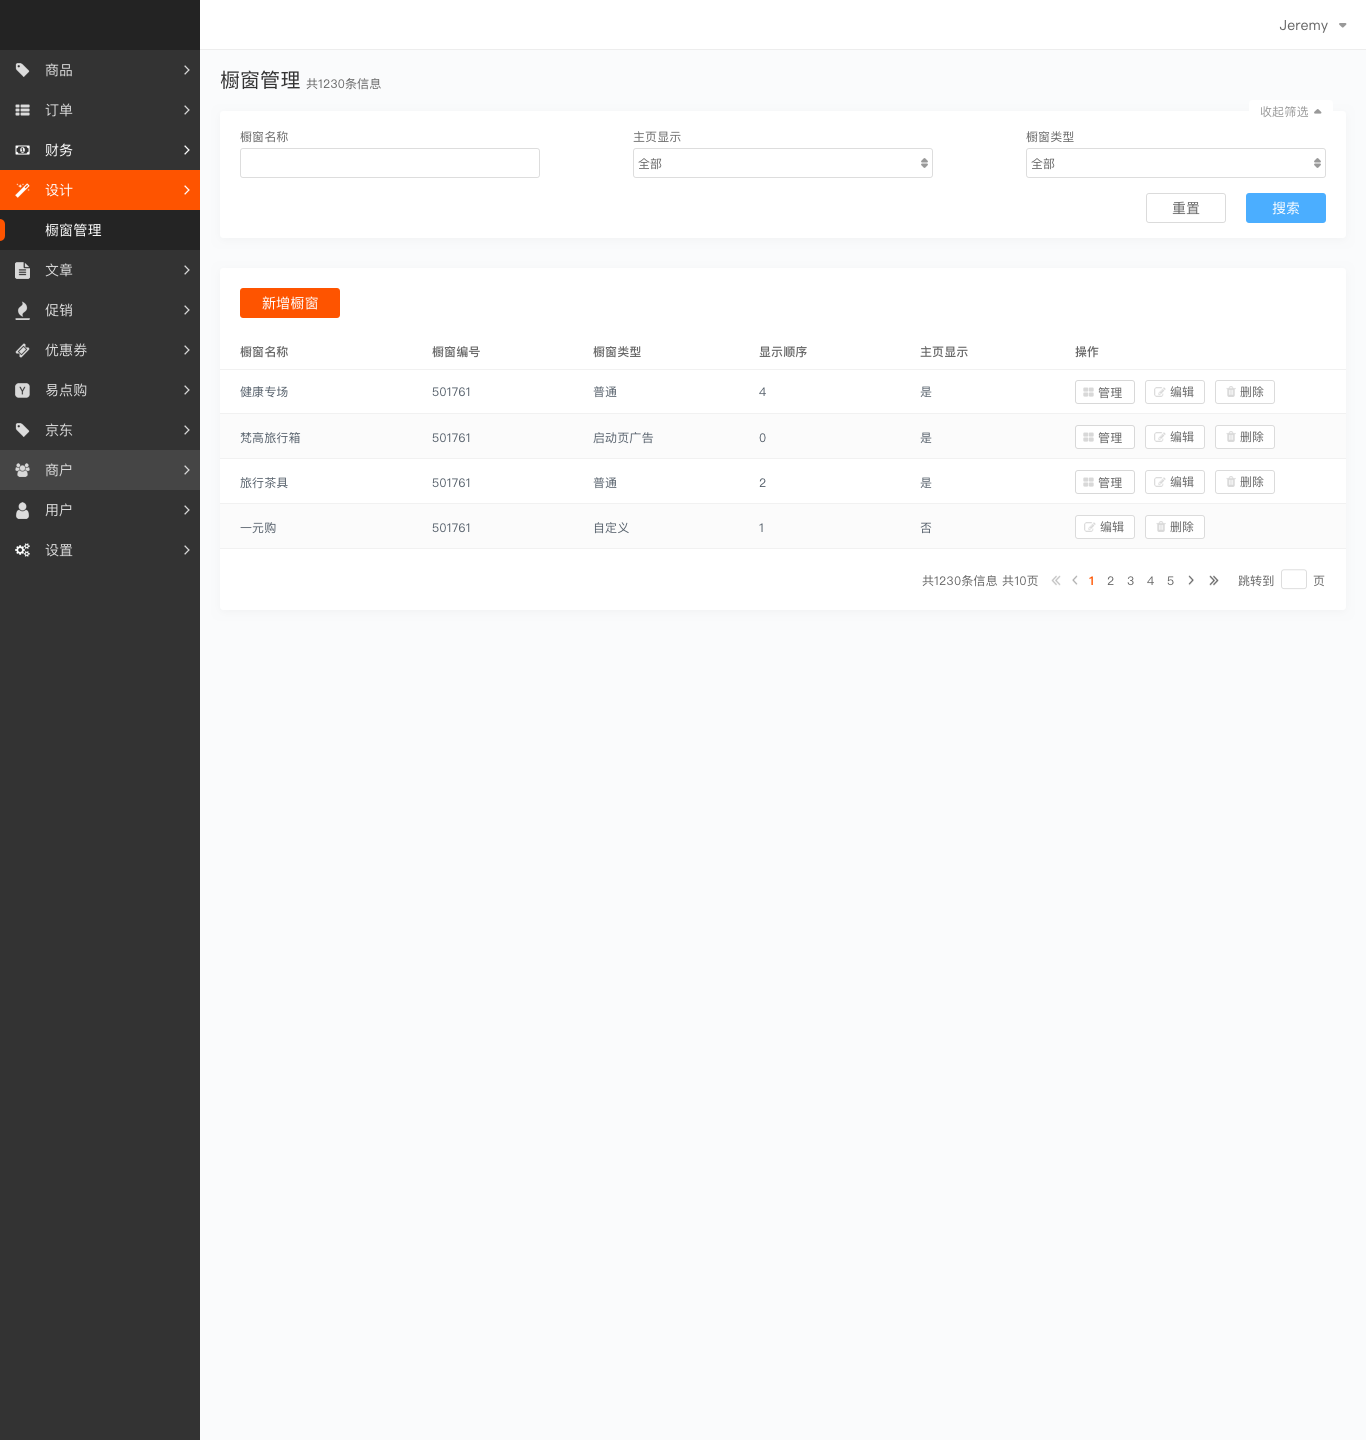 Jeremy
商品
订单
财务
设计
橱窗管理
文章
促销
优惠券
易点购
京东
商户
用户
设置
橱窗管理 共1230条信息
收起筛选
橱窗名称 主页显示 橱窗类型
全部 全部
重置 搜索
新增橱窗
橱窗名称 橱窗编号 橱窗类型 显示顺序 主页显示 操作
健康专场 501761 普通 4 是 管理 编辑 删除
梵高旅行箱 501761 启动页广告 0 是 管理 编辑 删除
旅行茶具 501761 普通 2 是 管理 编辑 删除
一元购 501761 自定义 1 否 编辑 删除
共1230条信息 共10页 1 2 3 4 5 跳转到 页